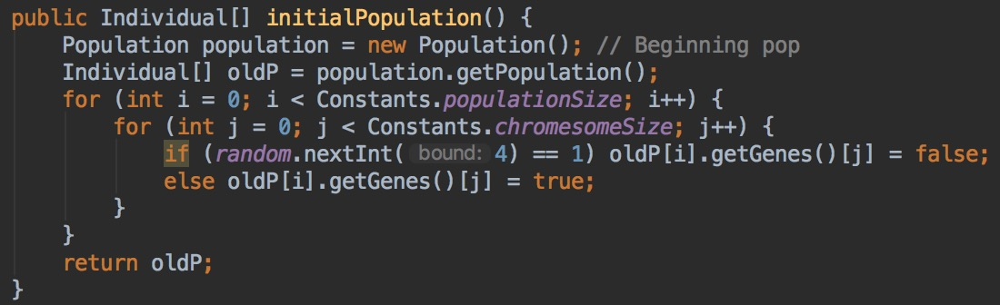 public Individual[] initialPopulation() {
    Population population = new Population(); // Beginning pop
    Individual[] oldP = population.getPopulation();
    for (int i = 0; i < Constants.populationSize; i++) {
        for (int j = 0; j < Constants.chromesomeSize; j++) {
            if (random.nextInt( bound: 4) == 1) oldP[i].getGenes()[j] = false;
            else oldP[i].getGenes()[j] = true;
        }
    }
    return oldP;
}